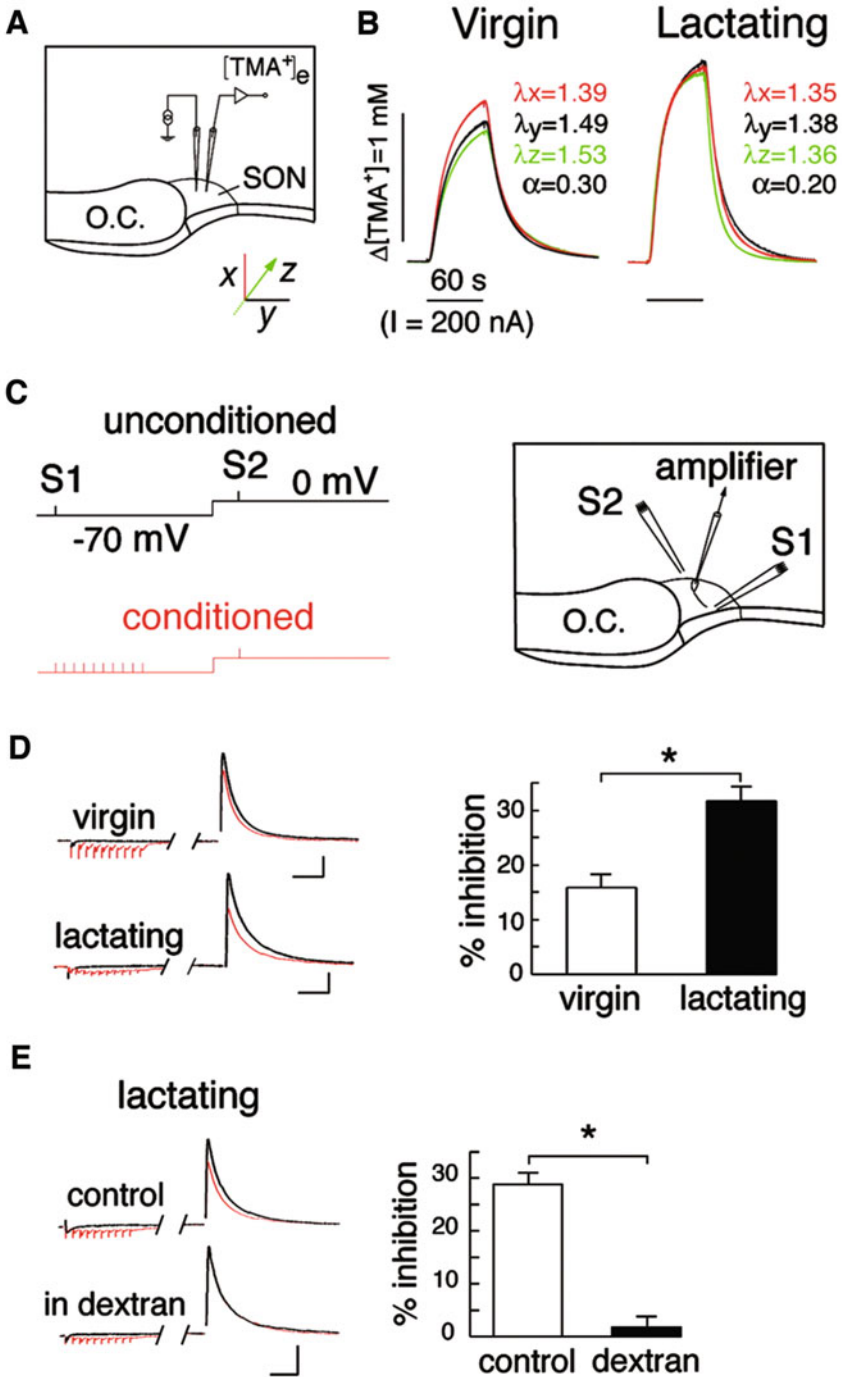 A
[TMA+]e
SON
O.C.
x
z
y
B
Virgin
Lactating
Δ[TMA+]=1 mM
λx=1.39
λy=1.49
λz=1.53
α=0.30
λx=1.35
λy=1.38
λz=1.36
α=0.20
60 s
(I = 200 nA)
C
unconditioned
S1
S2
0 mV
-70 mV
conditioned
amplifier
S2
S1
O.C.
D
virgin
lactating
% inhibition
30
20
10
0
*
virgin
lactating
E
lactating
control
in dextran
% inhibition
30
20
10
0
*
control
dextran